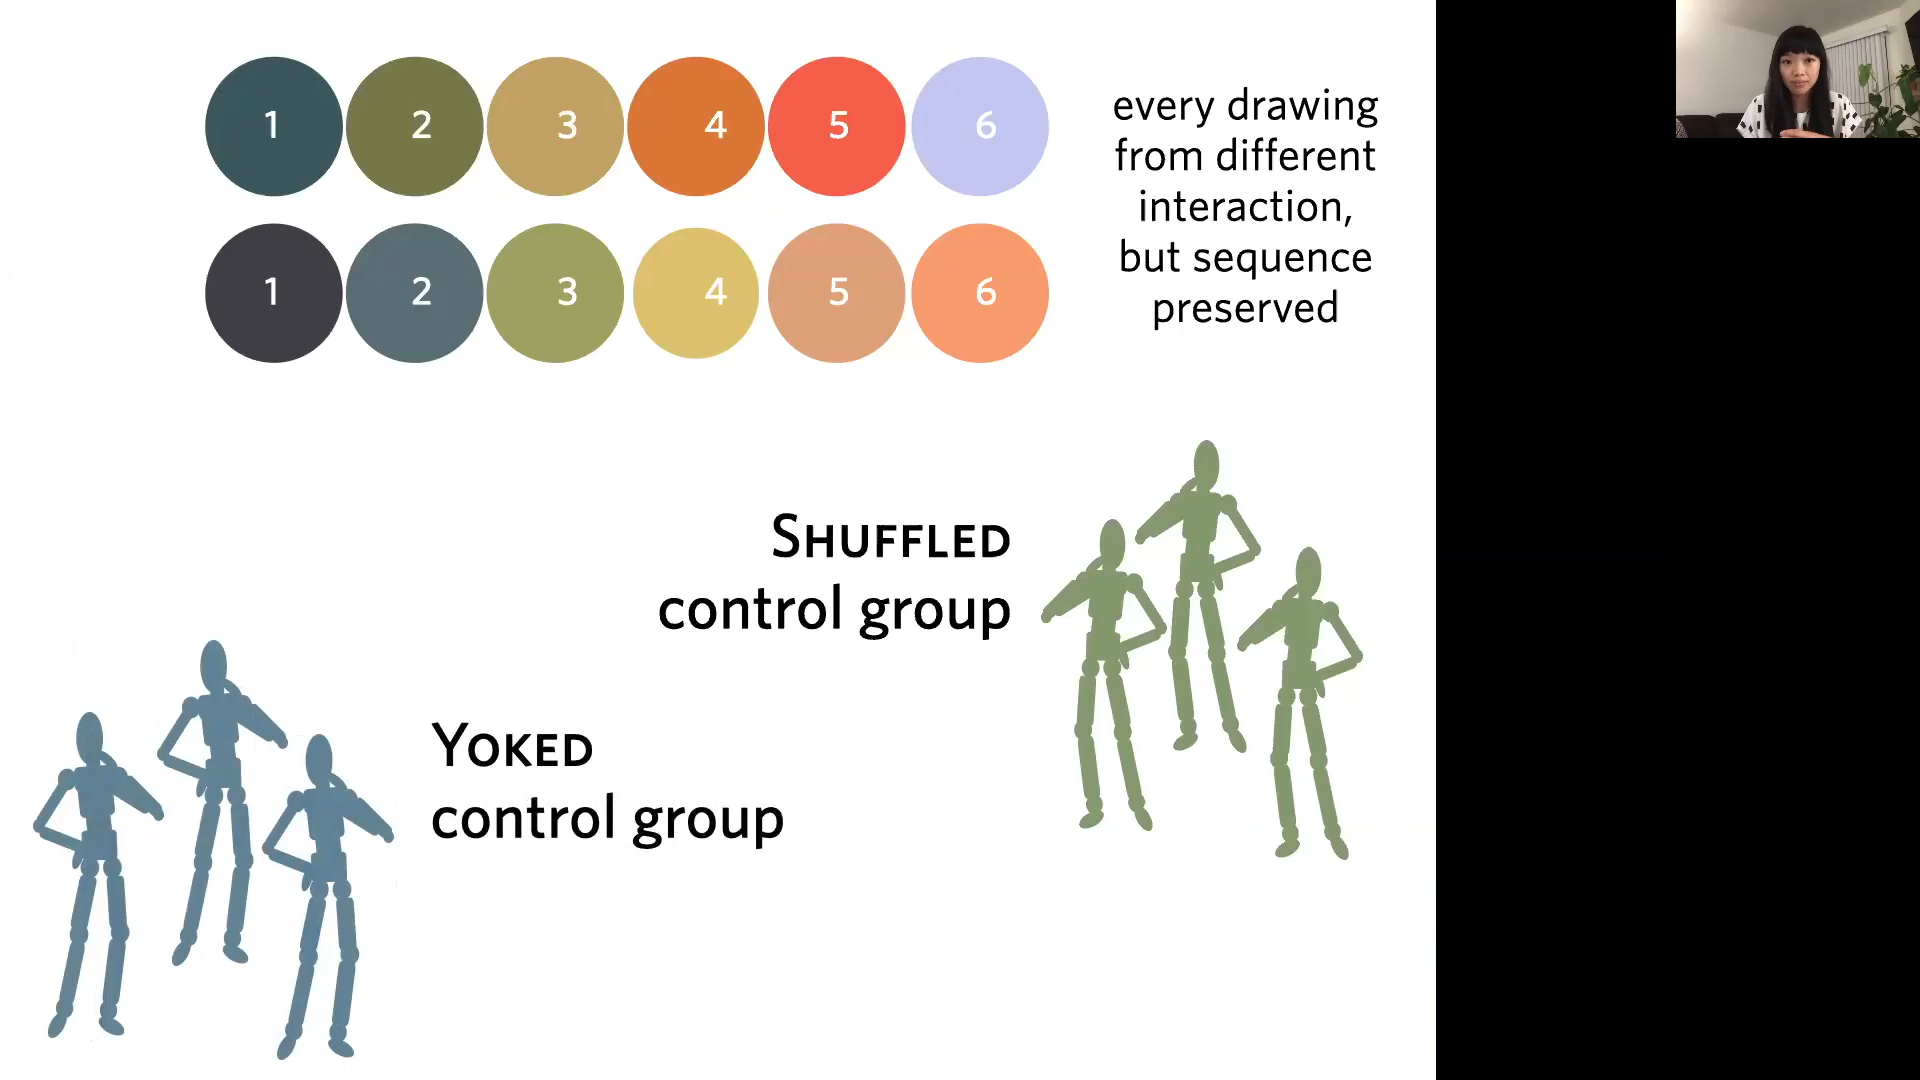 1 2 3 4 5 6
1 2 3 4 5 6
every drawing
from different
interaction,
but sequence
preserved
SHUFFLED
control group
YOKED
control group